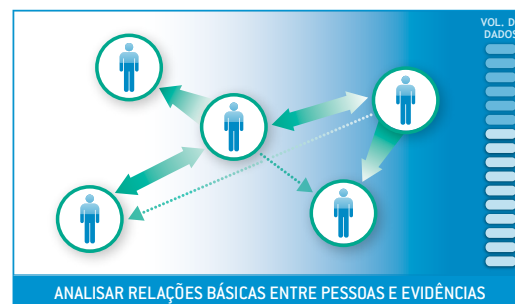 VOL. D
DADOS
ANALISAR RELAÇÕES BÁSICAS ENTRE PESSOAS E EVIDÊNCIAS